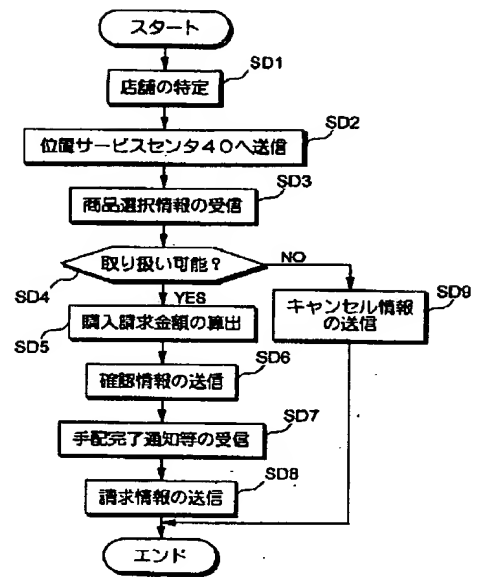 スタート
SD1
店舗の特定
SD2
位置サービスセンタ40へ送信
SD3
商品選択情報の受信
取り扱い可能?
NO
SD4
YES
SD9
キャンセル情報
の送信
購入請求金額の算出
SD5
SD6
確認情報の送信
SD7
手配完了通知等の受信
SD8
請求情報の送信
エンド